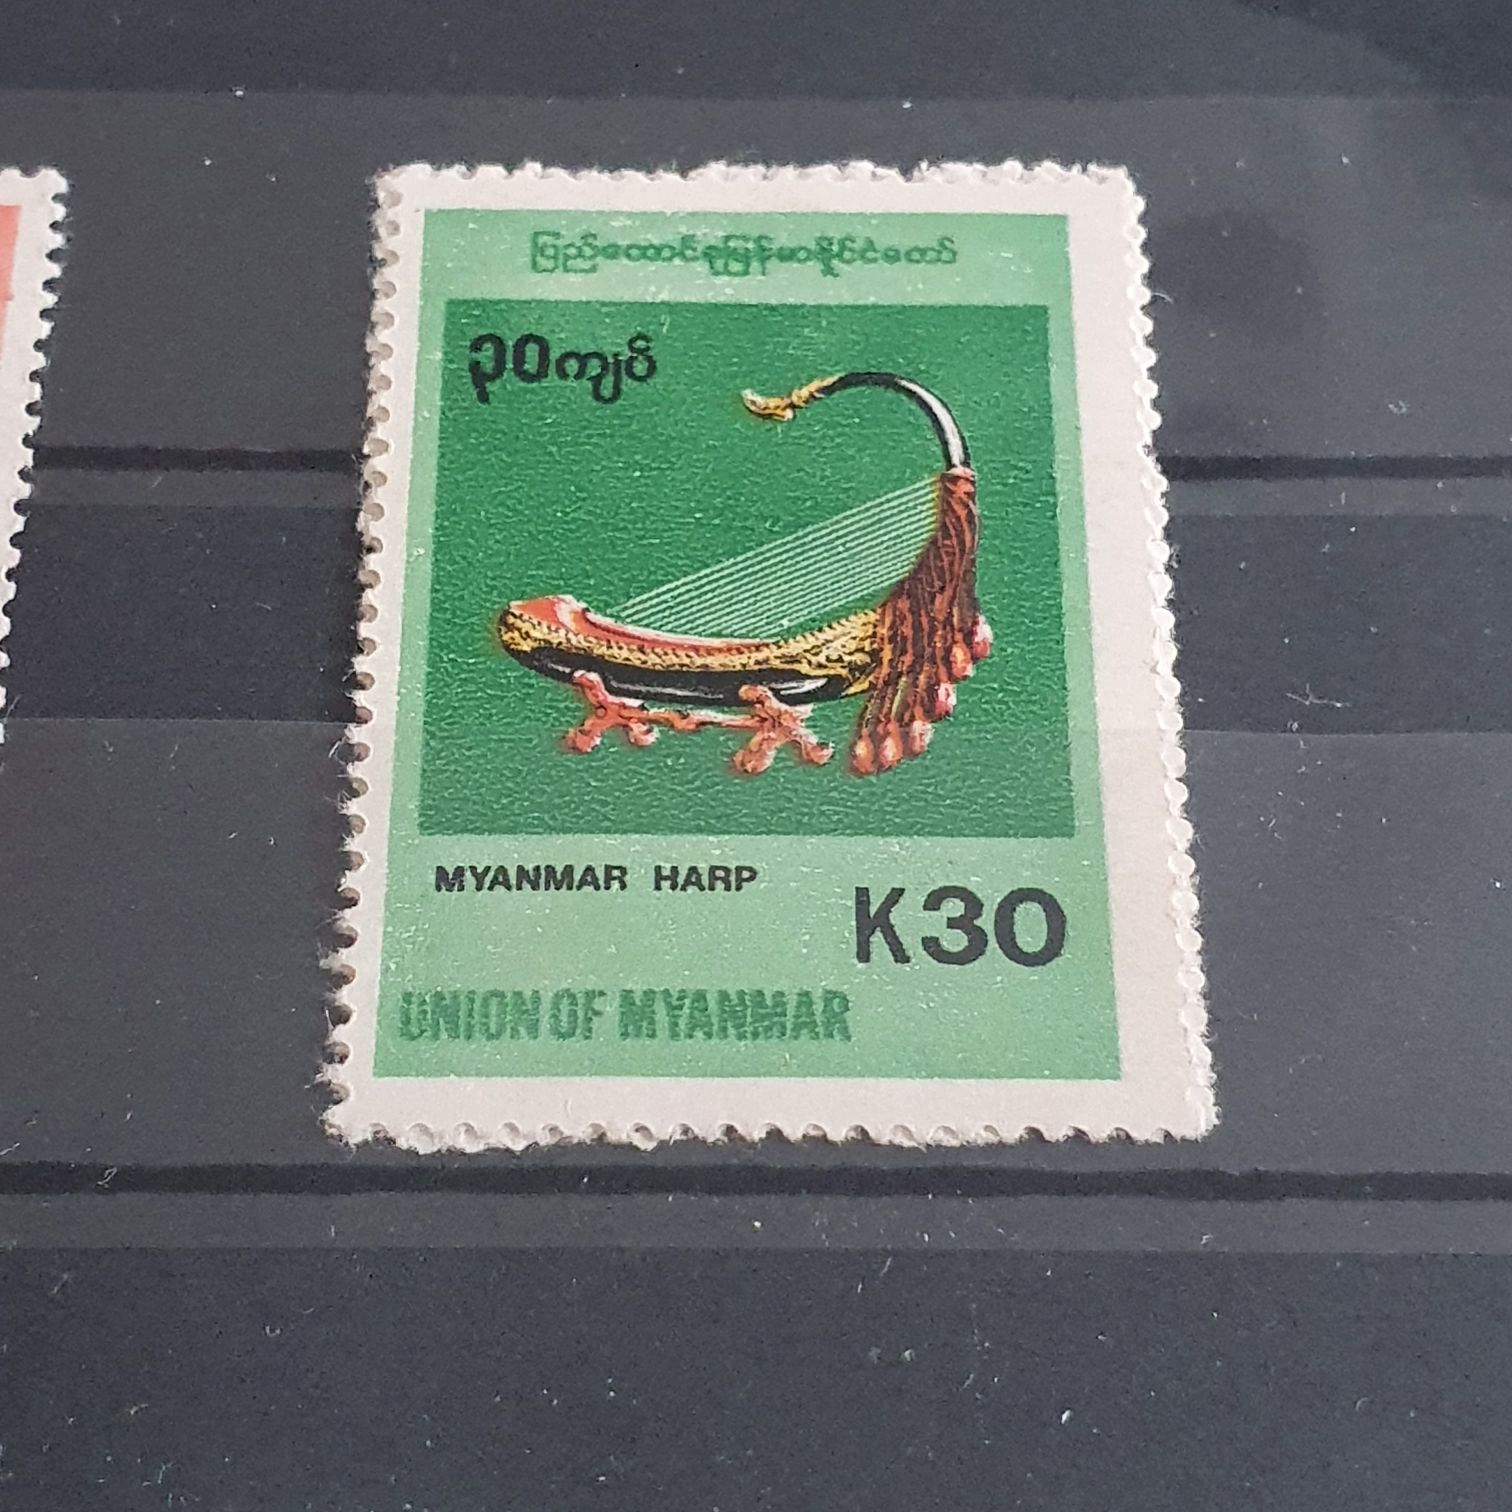 ပြည်ထောင်စုမြန်မာနိုင်ငံတော်
၃၀ကျပ်
MYANMAR HARP
K30
UNION OF MYANMAR